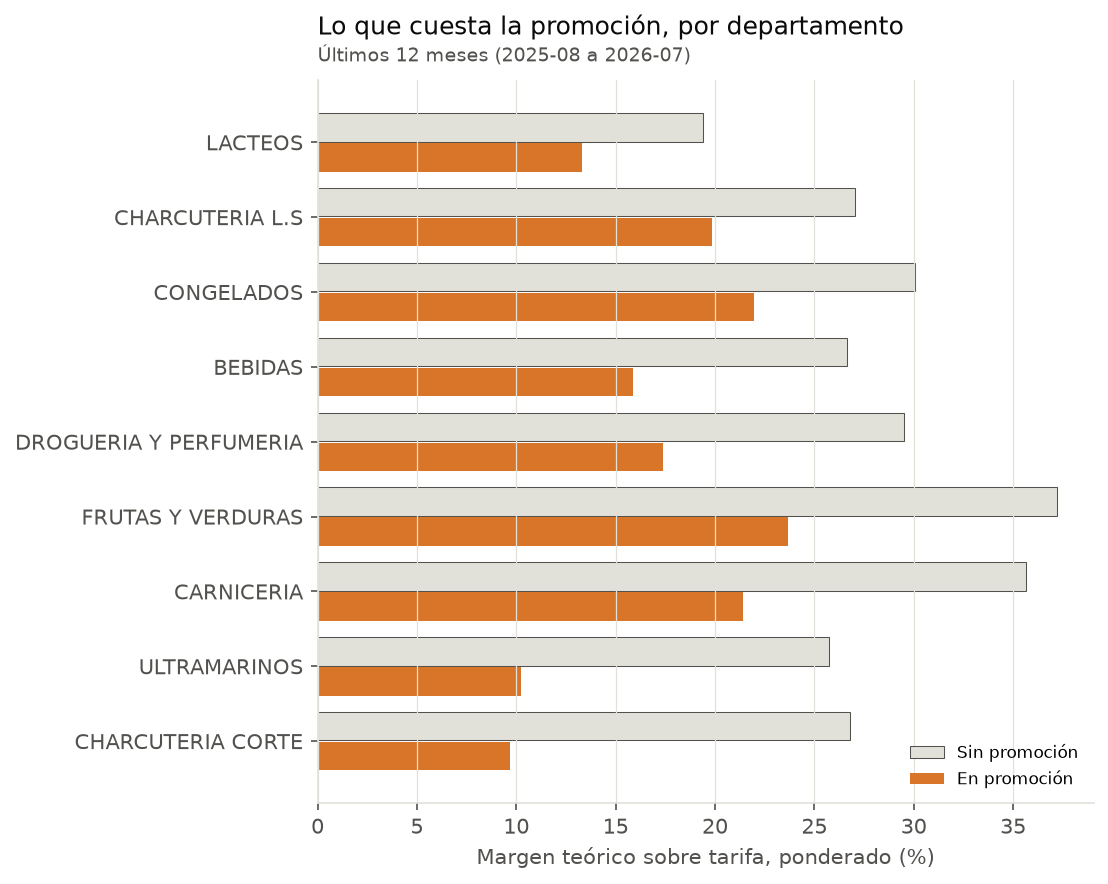 Lo que cuesta la promoción, por departamento
Últimos 12 meses (2025-08 a 2026-07)
LACTEOS
CHARCUTERIA L.S
CONGELADOS
BEBIDAS
DROGUERIA Y PERFUMERIA
FRUTAS Y VERDURAS
CARNICERIA
ULTRAMARINOS
CHARCUTERIA CORTE
Sin promoción
En promoción
0 5 10 15 20 25 30 35
Margen teórico sobre tarifa, ponderado (%)